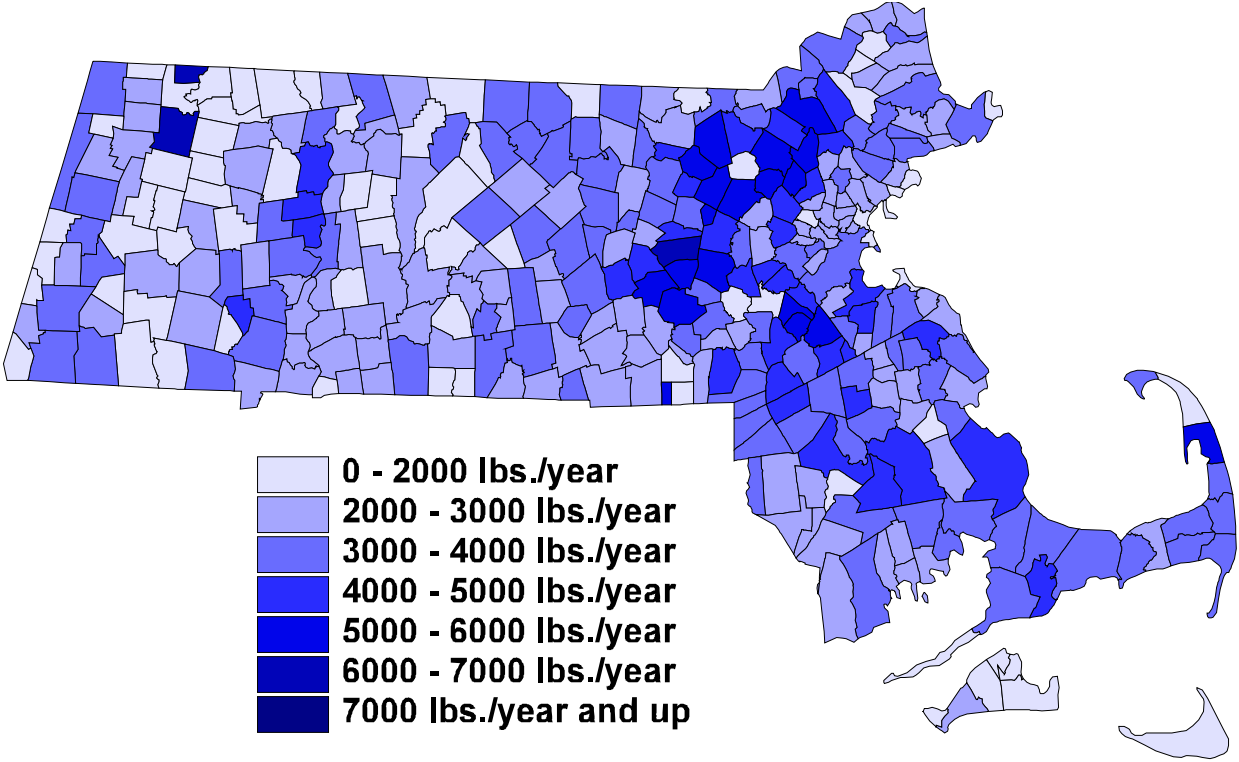 0 - 2000 lbs./year
2000 - 3000 lbs./year
3000 - 4000 lbs./year
4000 - 5000 lbs./year
5000 - 6000 lbs./year
6000 - 7000 lbs./year
7000 lbs./year and up